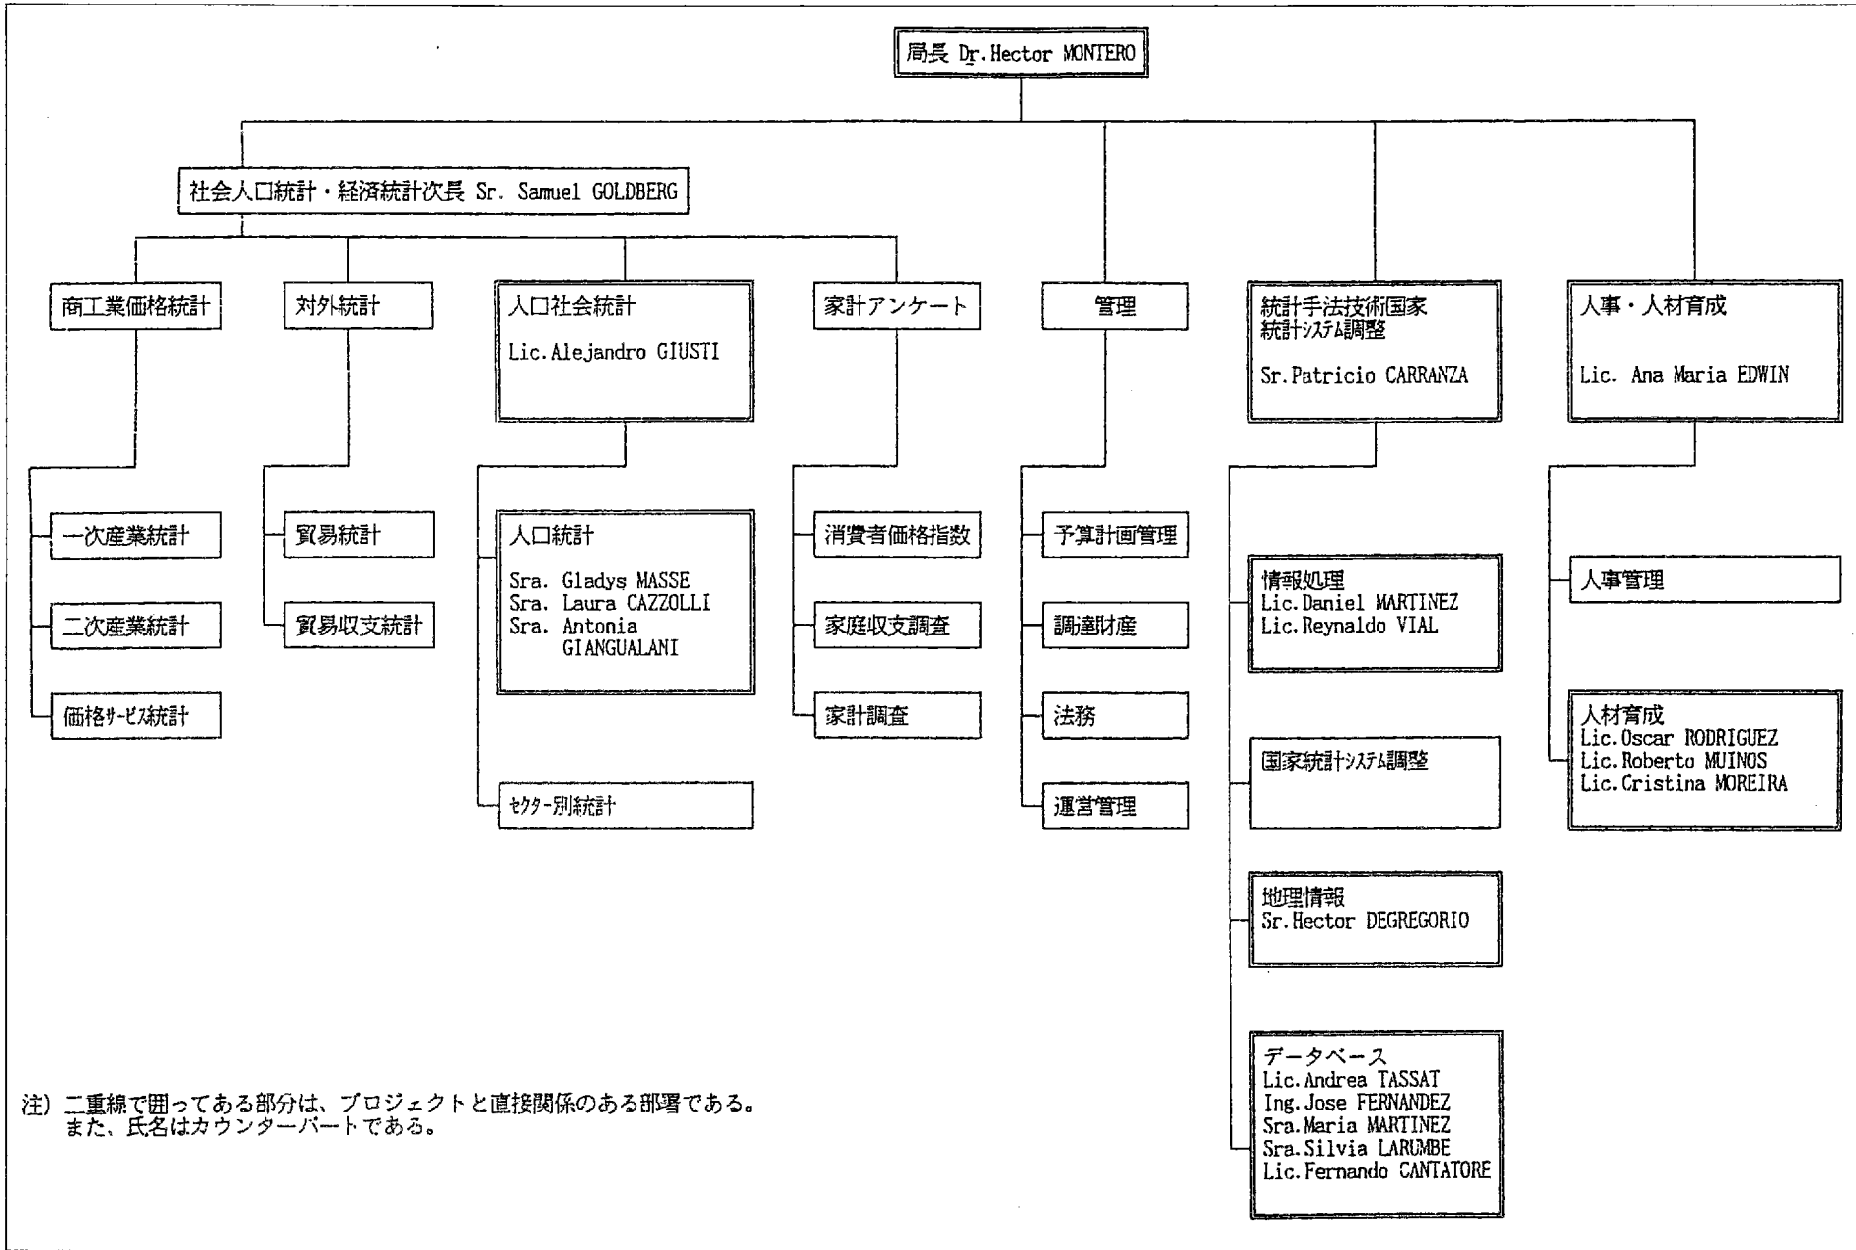 局長 Dr.Hector MONTERO
社会人口統計・経済統計次長 Sr. Samuel GOLDBERG
商工業価格統計
対外統計
人口社会統計
Lic.Alejandro GIUSTI
家計アンケート
管理
統計手法技術国家
統計システム調整
Sr.Patricio CARRANZA
人事・人材育成
Lic. Ana Maria EDWIN
一次産業統計
二次産業統計
価格サービス統計
貿易統計
貿易収支統計
人口統計
Sra. Gladys MASSE
Sra. Laura CAZZOLLI
Sra. Antonia
GIANGUALANI
セクター別統計
消費者価格指数
家庭収支調査
家計調査
予算計画管理
調達財産
法務
運営管理
情報処理
Lic.Daniel MARTINEZ
Lic.Reynaldo VIAL
国家統計システム調整
地理情報
Sr.Hector DEGREGORIO
データベース
Lic.Andrea TASSAT
Ing.Jose FERNANDEZ
Sra.Maria MARTINEZ
Sra.Silvia LARUMBE
Lic.Fernando CANTATORE
人事管理
人材育成
Lic.Oscar RODRIGUEZ
Lic.Roberto MUINOS
Lic.Cristina MOREIRA
注) 二重線で囲ってある部分は、プロジェクトと直接関係のある部署である。
また、氏名はカウンターパートである。